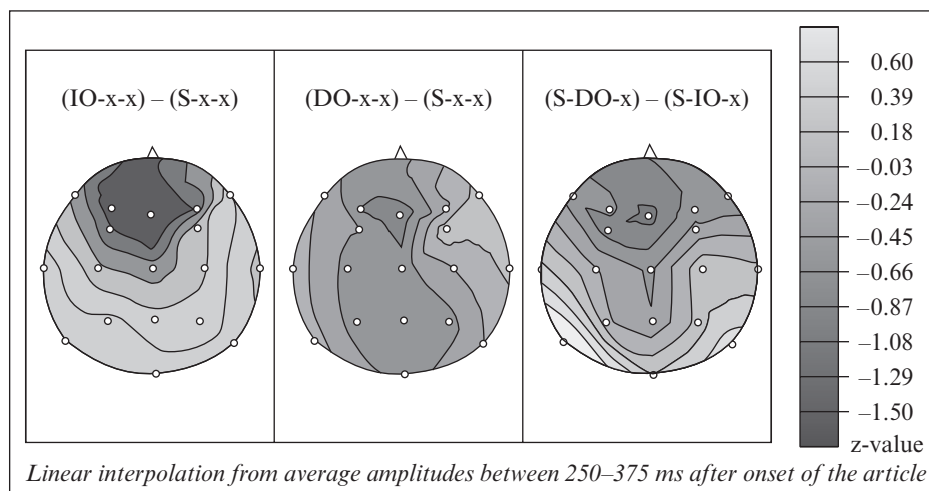 (IO-x-x) – (S-x-x)
(DO-x-x) – (S-x-x)
(S-DO-x) – (S-IO-x)
0.60
0.39
0.18
–0.03
–0.24
–0.45
–0.66
–0.87
–1.08
–1.29
–1.50
z-value
Linear interpolation from average amplitudes between 250–375 ms after onset of the article